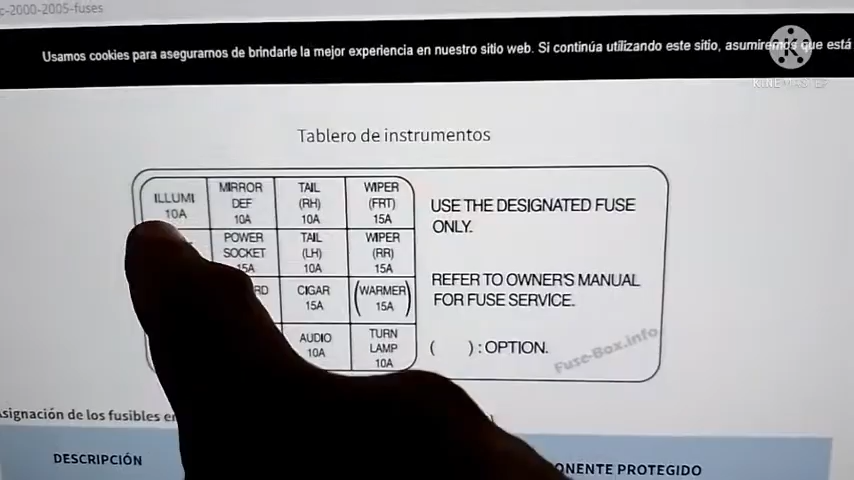 c-2000-2005-fuses
Usamos cookies para asegurarnos de brindarle la mejor experiencia en nuestro sitio web. Si continúa utilizando este sitio, asumiremos que está
KINEMASTER
Tablero de instrumentos
ILLUMI
10A
MIRROR
DEF
10A
TAIL
(RH)
10A
WIPER
(FRT)
15A
POWER
SOCKET
15A
TAIL
(LH)
10A
WIPER
(RR)
15A
RD
CIGAR
15A
(WARMER)
15A
AUDIO
10A
TURN
LAMP
10A
USE THE DESIGNATED FUSE
ONLY.
REFER TO OWNER'S MANUAL
FOR FUSE SERVICE.
( ) : OPTION.
Fuse-Box.info
signación de los fusibles en
DESCRIPCIÓN
ONENTE PROTEGIDO